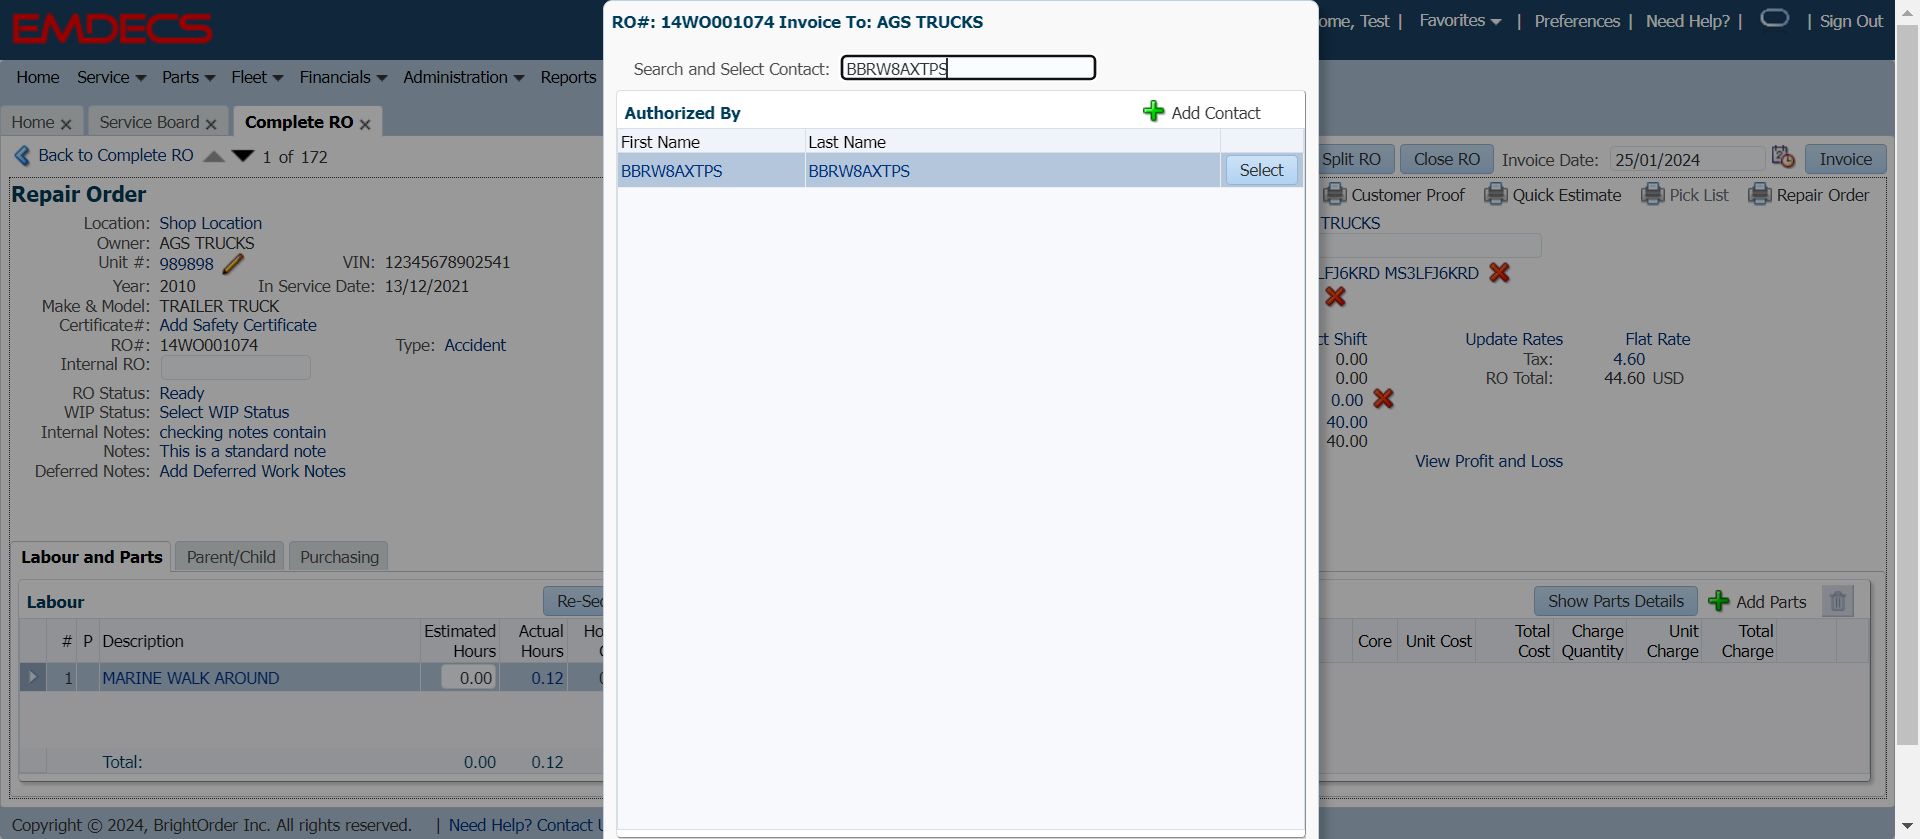 EMDECS
RO#: 14WO001074 Invoice To: AGS TRUCKS
ome, Test | Favorites | Preferences | Need Help? | | Sign Out
Home Service Parts Fleet Financials Administration Reports
Search and Select Contact: BBRW8AXTPS
Home Service Board Complete RO
Authorized By Add Contact
First Name Last Name
BBRW8AXTPS BBRW8AXTPS Select
Back to Complete RO 1 of 172
Split RO Close RO Invoice Date: 25/01/2024 Invoice
Customer Proof Quick Estimate Pick List Repair Order
Repair Order
Location: Shop Location
Owner: AGS TRUCKS
Unit #: 989898 VIN: 12345678902541
Year: 2010 In Service Date: 13/12/2021
Make & Model: TRAILER TRUCK
Certificate#: Add Safety Certificate
RO#: 14WO001074 Type: Accident
Internal RO:
RO Status: Ready
WIP Status: Select WIP Status
Internal Notes: checking notes contain
Notes: This is a standard note
Deferred Notes: Add Deferred Work Notes
TRUCKS
LFJ6KRD MS3LFJ6KRD
ct Shift Update Rates Flat Rate
0.00 Tax: 4.60
0.00 RO Total: 44.60 USD
0.00
40.00
40.00
View Profit and Loss
Labour and Parts Parent/Child Purchasing
Labour Re-Sec
# P Description Estimated Hours Actual Hours Ho
1 MARINE WALK AROUND 0.00 0.12
Total: 0.00 0.12
Show Parts Details Add Parts
Core Unit Cost Total Cost Charge Quantity Unit Charge Total Charge
Copyright © 2024, BrightOrder Inc. All rights reserved. | Need Help? Contact